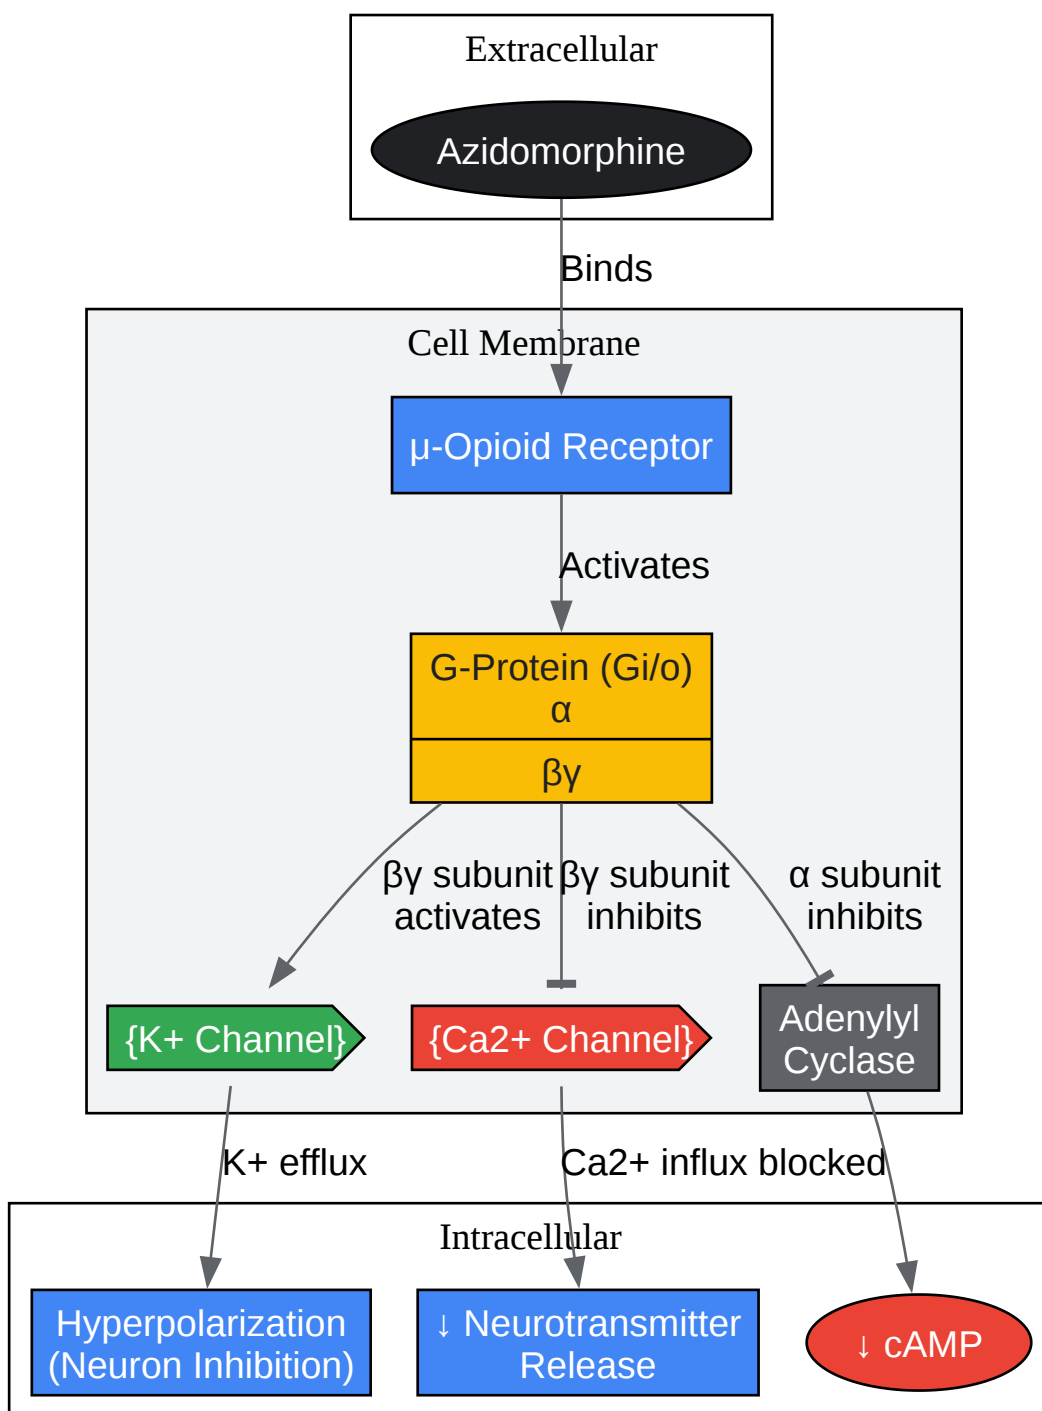 Extracellular
Azidomorphine
Binds
Cell Membrane
μ-Opioid Receptor
Activates
G-Protein (Gi/o)
α
βγ
βγ subunit
activates
βγ subunit
inhibits
α subunit
inhibits
{K+ Channel}
{Ca2+ Channel}
Adenylyl
Cyclase
K+ efflux
Ca2+ influx blocked
Intracellular
Hyperpolarization
(Neuron Inhibition)
↓ Neurotransmitter
Release
↓ cAMP